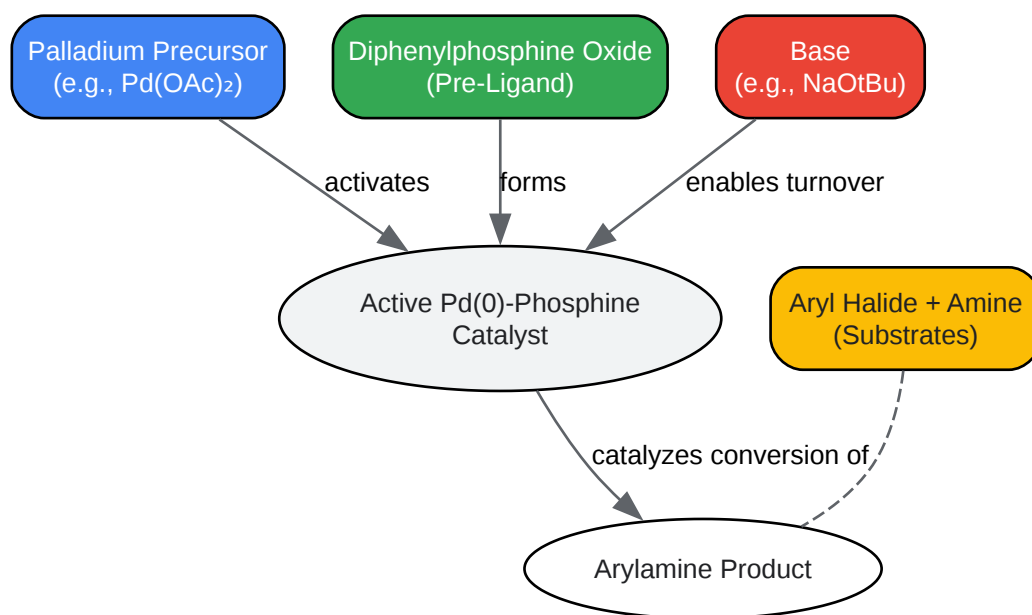 Palladium Precursor
(e.g., Pd(OAc)₂)
Diphenylphosphine Oxide
(Pre-Ligand)
Base
(e.g., NaOtBu)
activates
forms
enables turnover
Active Pd(0)-Phosphine
Catalyst
Aryl Halide + Amine
(Substrates)
catalyzes conversion of
Arylamine Product